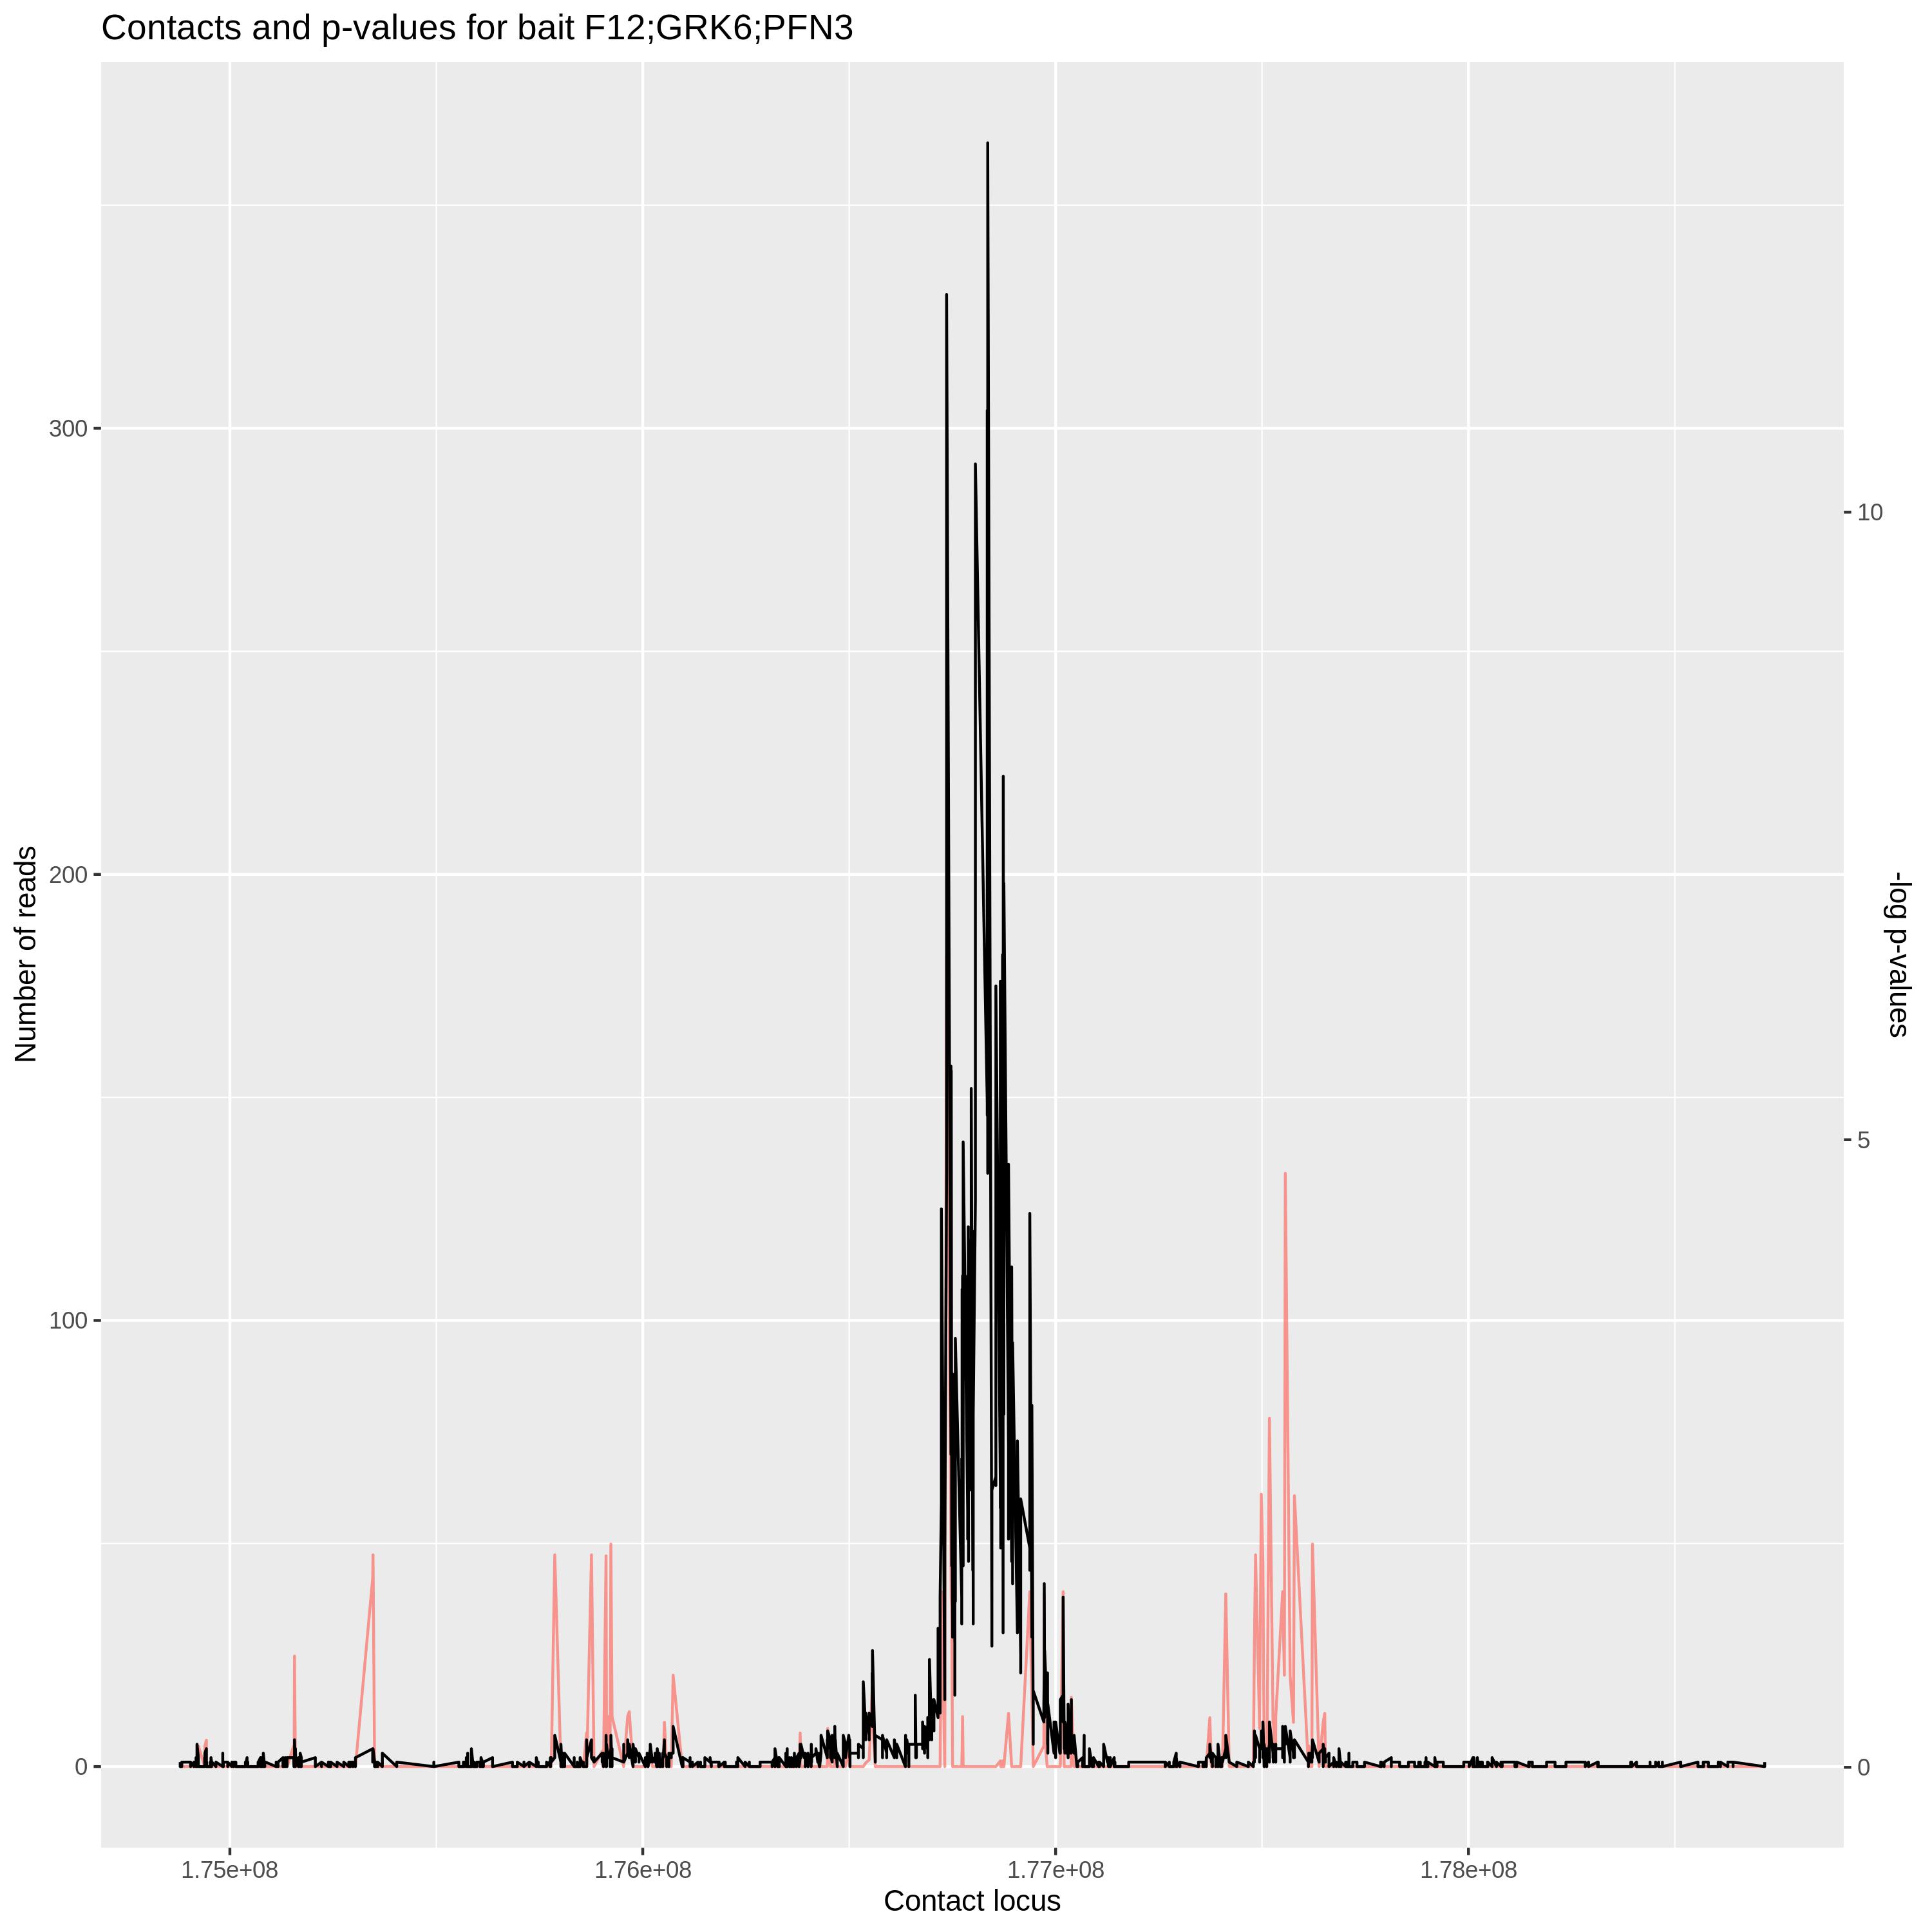 Contacts and p-values for bait F12;GRK6;PFN3
Number of reads
300
200
100
0
10
5
0
-log p-values
1.75e+08
1.76e+08
1.77e+08
1.78e+08
Contact locus